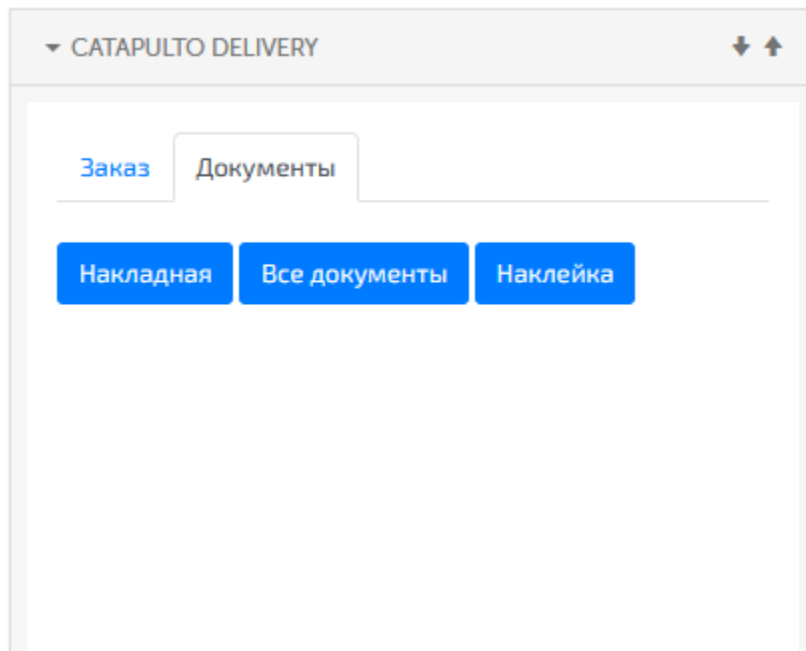 CATAPULTO DELIVERY
Заказ Документы
Накладная Все документы Наклейка